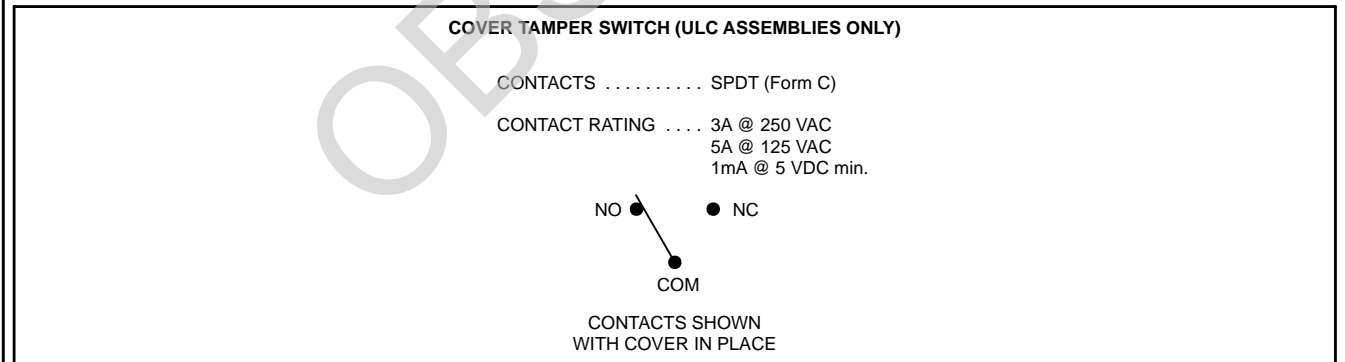 COVER TAMPER SWITCH (ULC ASSEMBLIES ONLY)
CONTACTS . . . . . . . . . . SPDT (Form C)
CONTACT RATING . . . . 3A @ 250 VAC
5A @ 125 VAC
1mA @ 5 VDC min.
NO NC
COM
CONTACTS SHOWN
WITH COVER IN PLACE